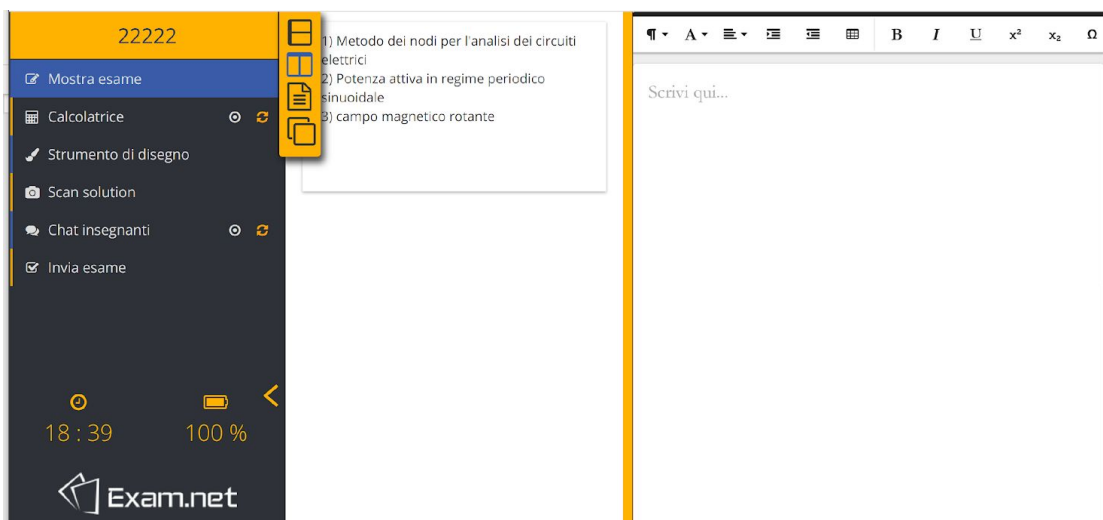 22222
Mostra esame
Calcolatrice
Strumento di disegno
Scan solution
Chat insegnanti
Invia esame
18 : 39
100 %
Exam.net
1) Metodo dei nodi per l'analisi dei circuiti
elettrici
2) Potenza attiva in regime periodico
sinuoidale
3) campo magnetico rotante
¶ A B I U x² x₂ Ω
Scrivi qui...